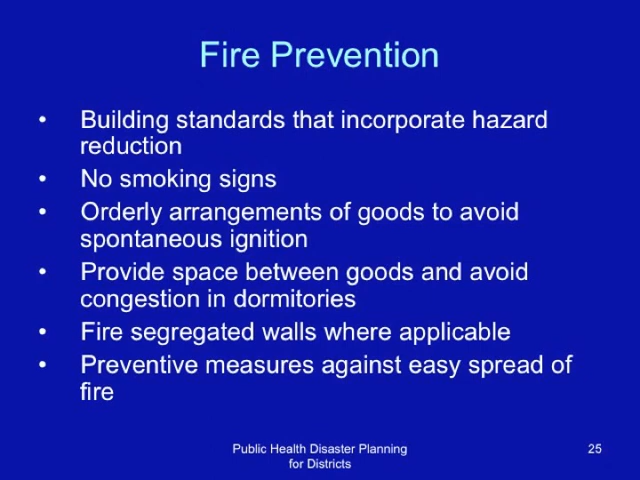 Fire Prevention
• Building standards that incorporate hazard
reduction
• No smoking signs
• Orderly arrangements of goods to avoid
spontaneous ignition
• Provide space between goods and avoid
congestion in dormitories
• Fire segregated walls where applicable
• Preventive measures against easy spread of
fire
Public Health Disaster Planning
for Districts
25